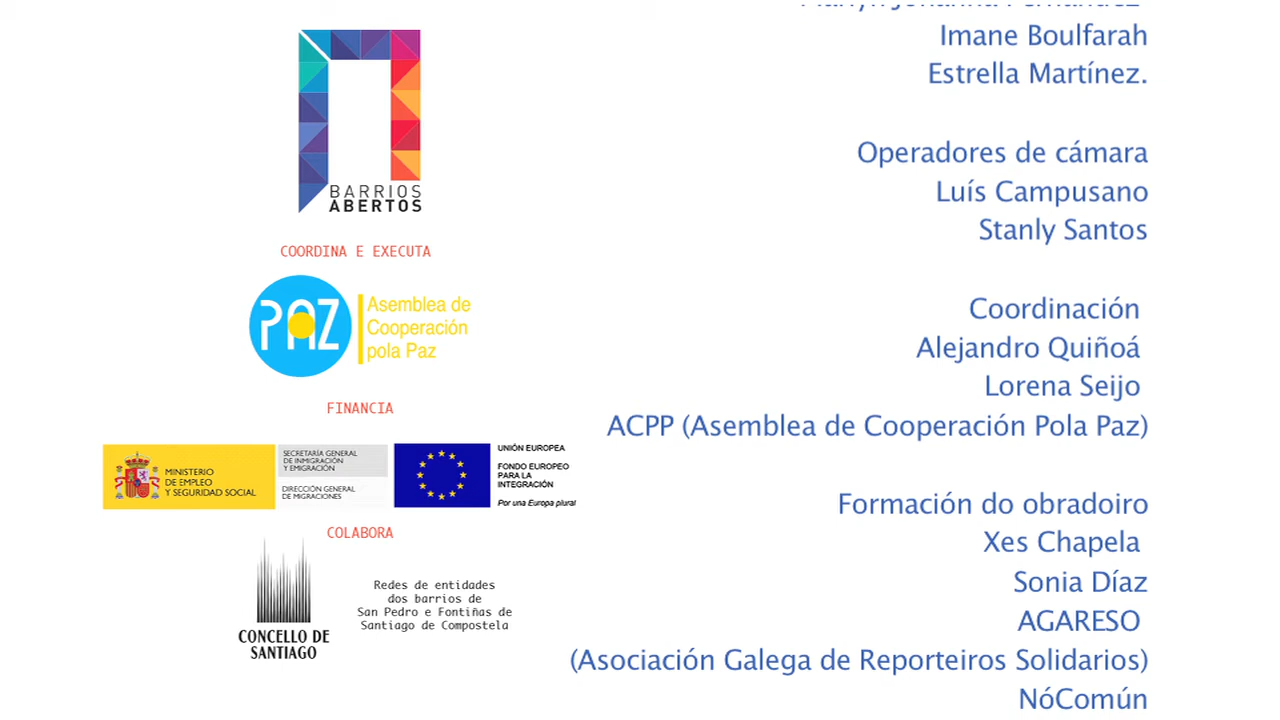 BARRIOS
ABERTOS
COORDINA E EXECUTA
PAZ
Asemblea de
Cooperación
pola Paz
FINANCIA
MINISTERIO
DE EMPLEO
Y SEGURIDAD SOCIAL
SECRETARÍA GENERAL
DE INMIGRACIÓN
Y EMIGRACIÓN
DIRECCIÓN GENERAL
DE MIGRACIONES
UNIÓN EUROPEA
FONDO EUROPEO
PARA LA
INTEGRACIÓN
Por una Europa plural
COLABORA
CONCELLO DE
SANTIAGO
Redes de entidades
dos barrios de
San Pedro e Fontiñas de
Santiago de Compostela
Imane Boulfarah
Estrella Martínez.
Operadores de cámara
Luís Campusano
Stanly Santos
Coordinación
Alejandro Quiñoá
Lorena Seijo
ACPP (Asemblea de Cooperación Pola Paz)
Formación do obradoiro
Xes Chapela
Sonia Díaz
AGARESO
(Asociación Galega de Reporteiros Solidarios)
NóComún